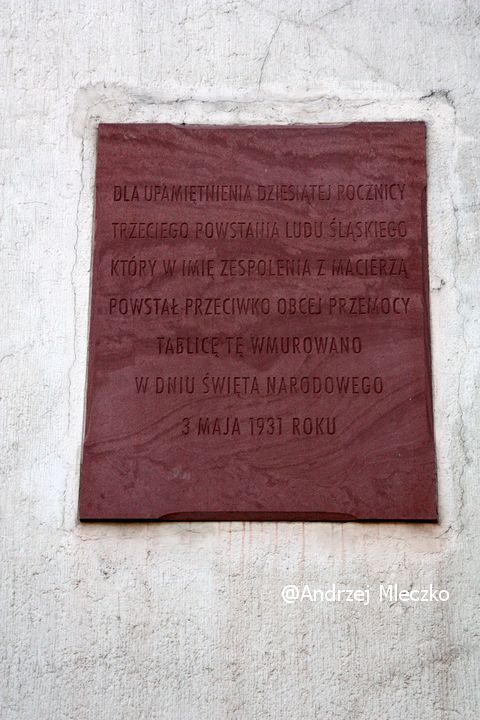 DLA UPAMIĘTNIENIA DZIESIĄTEJ ROCZNICY
TRZECIEGO POWSTANIA LUDU ŚLĄSKIEGO
KTÓRY W IMIĘ ZESPOLENIA Z MACIERZĄ
POWSTAŁ PRZECIWKO OBCEJ PRZEMOCY
TABLICĘ TĘ WMUROWANO
W DNIU ŚWIĘTA NARODOWEGO
3 MAJA 1931 ROKU
@Andrzej Mleczko